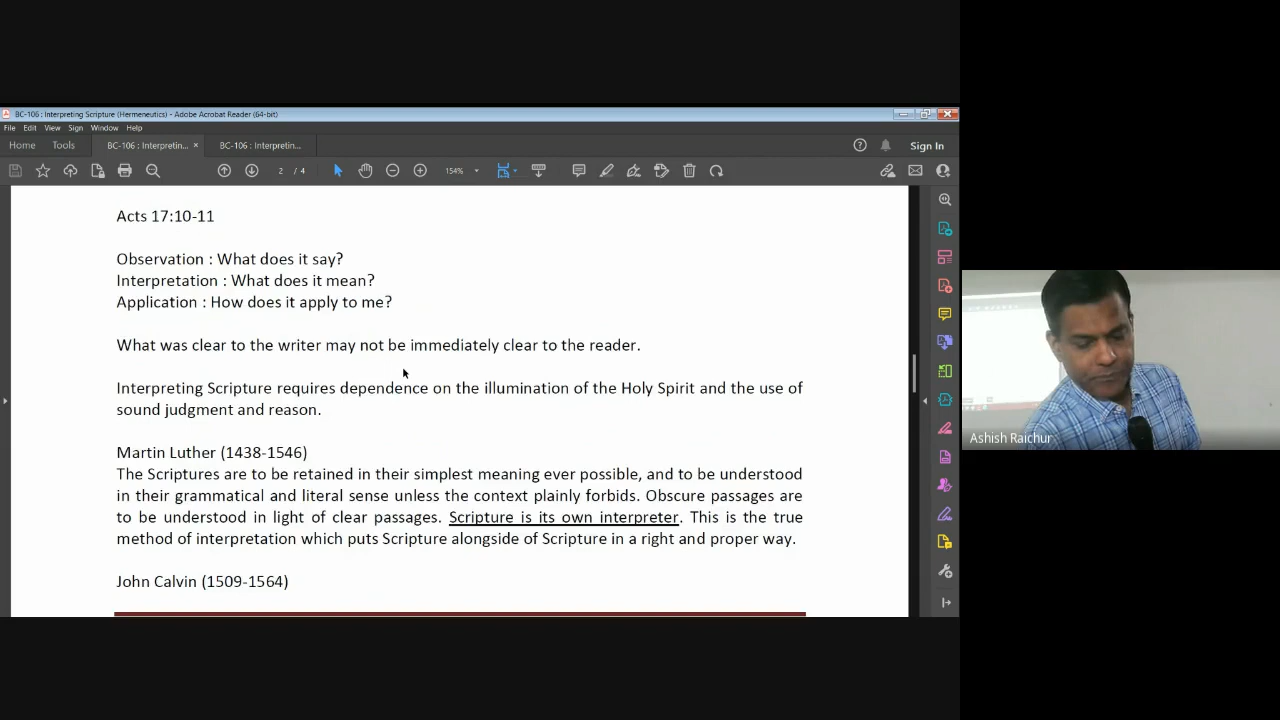 BC-106 : Interpreting Scripture (Hermeneutics) - Adobe Acrobat Reader (64-bit)
File Edit View Sign Window Help
Home Tools BC-106 : Interpretin... × BC-106 : Interpretin... Sign In
2 / 4 154%
Acts 17:10-11
Observation : What does it say?
Interpretation : What does it mean?
Application : How does it apply to me?
What was clear to the writer may not be immediately clear to the reader.
Interpreting Scripture requires dependence on the illumination of the Holy Spirit and the use of
sound judgment and reason.
Martin Luther (1438-1546)
The Scriptures are to be retained in their simplest meaning ever possible, and to be understood
in their grammatical and literal sense unless the context plainly forbids. Obscure passages are
to be understood in light of clear passages. Scripture is its own interpreter. This is the true
method of interpretation which puts Scripture alongside of Scripture in a right and proper way.
John Calvin (1509-1564)
Ashish Raichur